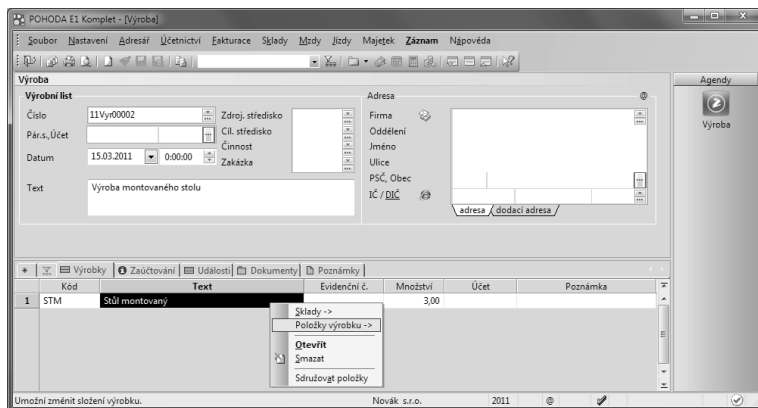 POHODA E1 Komplet - [Výroba]
Soubor Nastavení Adresář Účetnictví Fakturace Sklady Mzdy Jízdy Majetek Záznam Nápověda
Výroba
Agendy
Výrobní list
Adresa @
Číslo 11Vyr00002 Zdroj. středisko Firma
Výroba
Pár.s.,Účet Cíl. středisko Oddělení
Činnost Jméno
Datum 15.03.2011 0:00:00 Zakázka Ulice
PSČ, Obec
Text Výroba montovaného stolu IČ / DIČ
adresa dodací adresa
Výrobky Zaúčtování Události Dokumenty Poznámky
Kód Text Evidenční č. Množství Účet Poznámka
1 STM Stůl montovaný 3,00
Sklady ->
Položky výrobku ->
Otevřít
Smazat
Sdružovat položky
Umožní změnit složení výrobku. Novák s.r.o. 2011 @